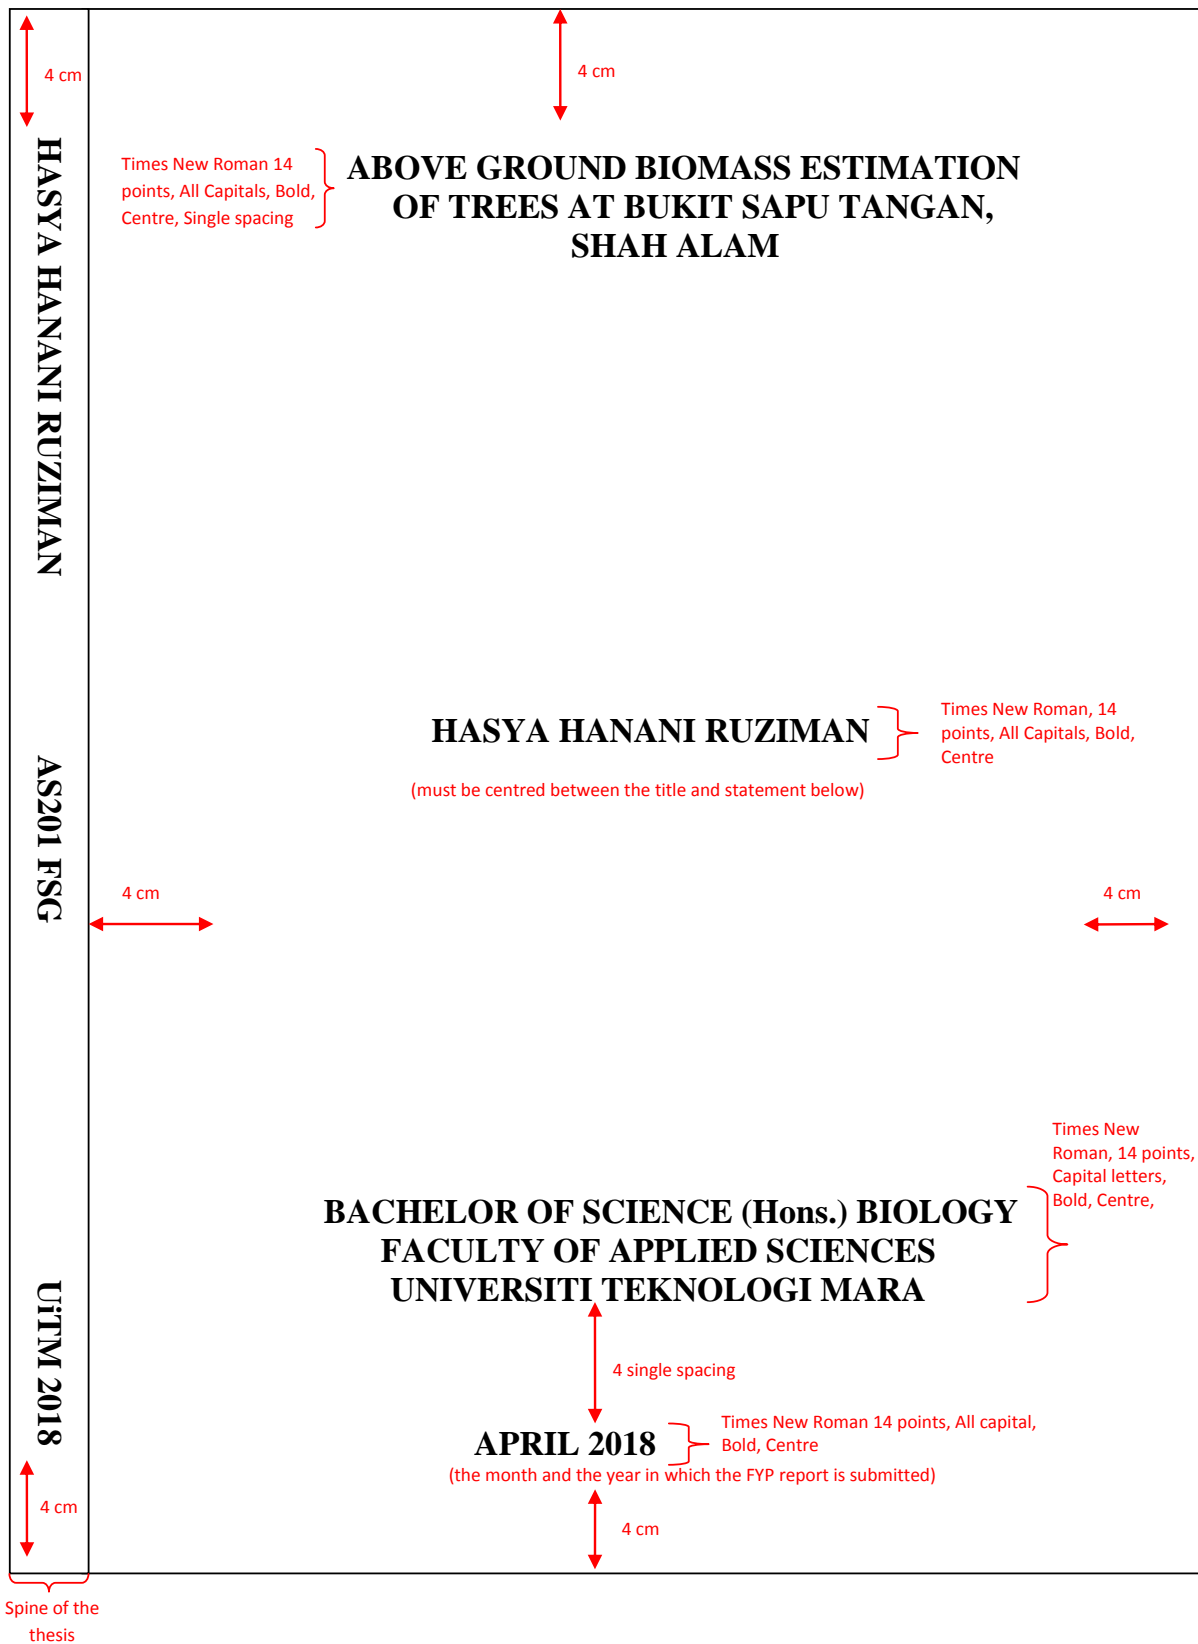 4 cm
4 cm
HASYA HANANI RUZIMAN
AS201 FSG
UiTM 2018
4 cm
Spine of the
thesis
Times New Roman 14
points, All Capitals, Bold,
Centre, Single spacing
ABOVE GROUND BIOMASS ESTIMATION
OF TREES AT BUKIT SAPU TANGAN,
SHAH ALAM
HASYA HANANI RUZIMAN
Times New Roman, 14
points, All Capitals, Bold,
Centre
(must be centred between the title and statement below)
4 cm
4 cm
Times New
Roman, 14 points,
Capital letters,
Bold, Centre,
BACHELOR OF SCIENCE (Hons.) BIOLOGY
FACULTY OF APPLIED SCIENCES
UNIVERSITI TEKNOLOGI MARA
4 single spacing
APRIL 2018
Times New Roman 14 points, All capital,
Bold, Centre
(the month and the year in which the FYP report is submitted)
4 cm